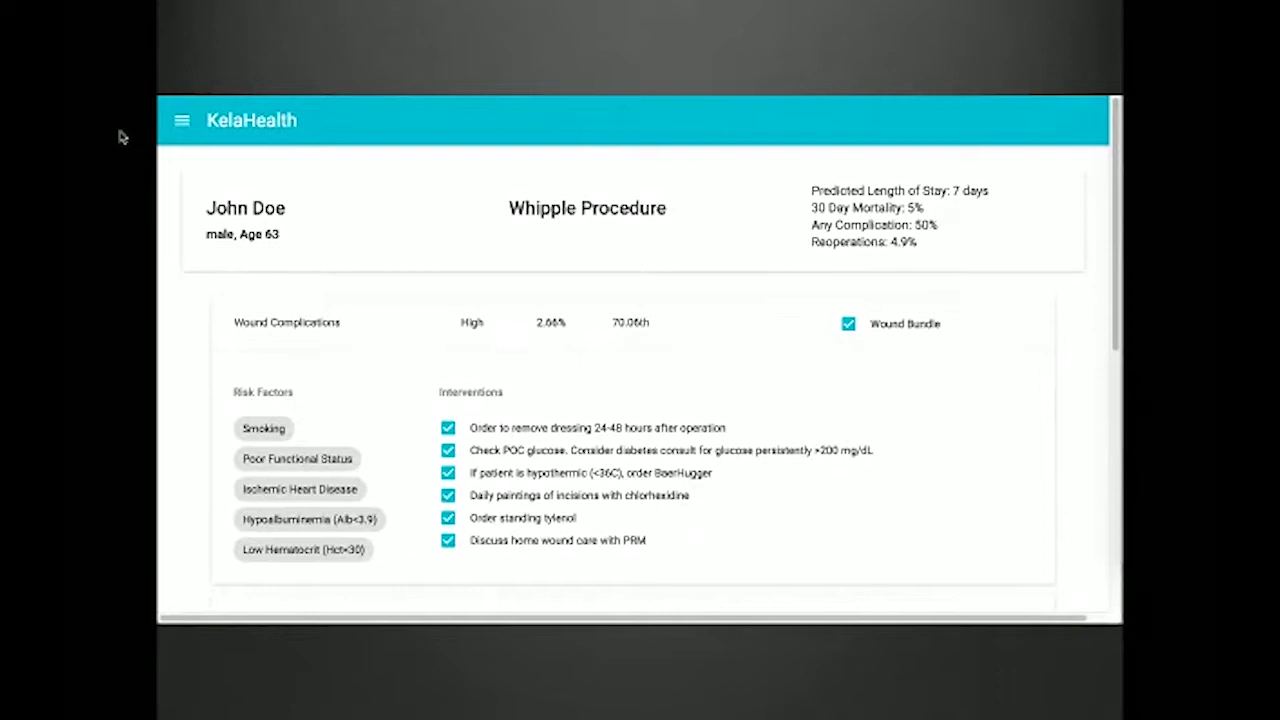 KelaHealth
John Doe
male, Age 63
Whipple Procedure
Predicted Length of Stay: 7 days
30 Day Mortality: 5%
Any Complication: 50%
Reoperations: 4.9%
Wound Complications High 2.66% 70.06th Wound Bundle
Risk Factors
Smoking
Poor Functional Status
Ischemic Heart Disease
Hypoalbuminemia (Alb<3.9)
Low Hematocrit (Hct<30)
Interventions
Order to remove dressing 24-48 hours after operation
Check POC glucose. Consider diabetes consult for glucose persistently >200 mg/dL
If patient is hypothermic (<36C), order BaerHugger
Daily paintings of incisions with chlorhexidine
Order standing tylenol
Discuss home wound care with PRM